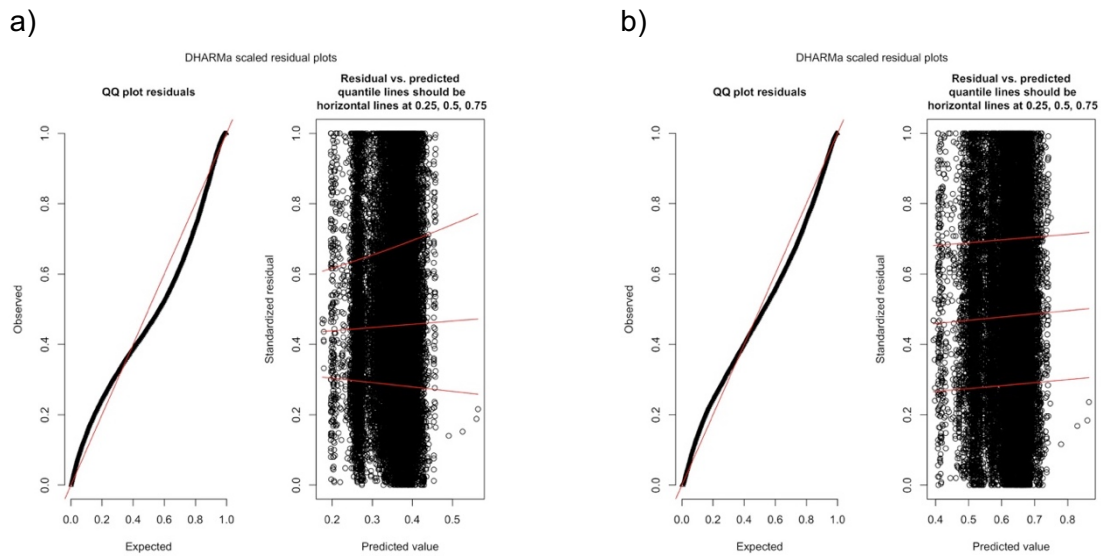 a)
DHARMa scaled residual plots
QQ plot residuals
Residual vs. predicted
quantile lines should be
horizontal lines at 0.25, 0.5, 0.75
Observed
0.0 0.2 0.4 0.6 0.8 1.0
0.0 0.2 0.4 0.6 0.8 1.0
Expected
Standardized residual
0.0 0.2 0.4 0.6 0.8 1.0
0.2 0.3 0.4 0.5
Predicted value
b)
DHARMa scaled residual plots
QQ plot residuals
Residual vs. predicted
quantile lines should be
horizontal lines at 0.25, 0.5, 0.75
Observed
0.0 0.2 0.4 0.6 0.8 1.0
0.0 0.2 0.4 0.6 0.8 1.0
Expected
Standardized residual
0.0 0.2 0.4 0.6 0.8 1.0
0.4 0.5 0.6 0.7 0.8
Predicted value